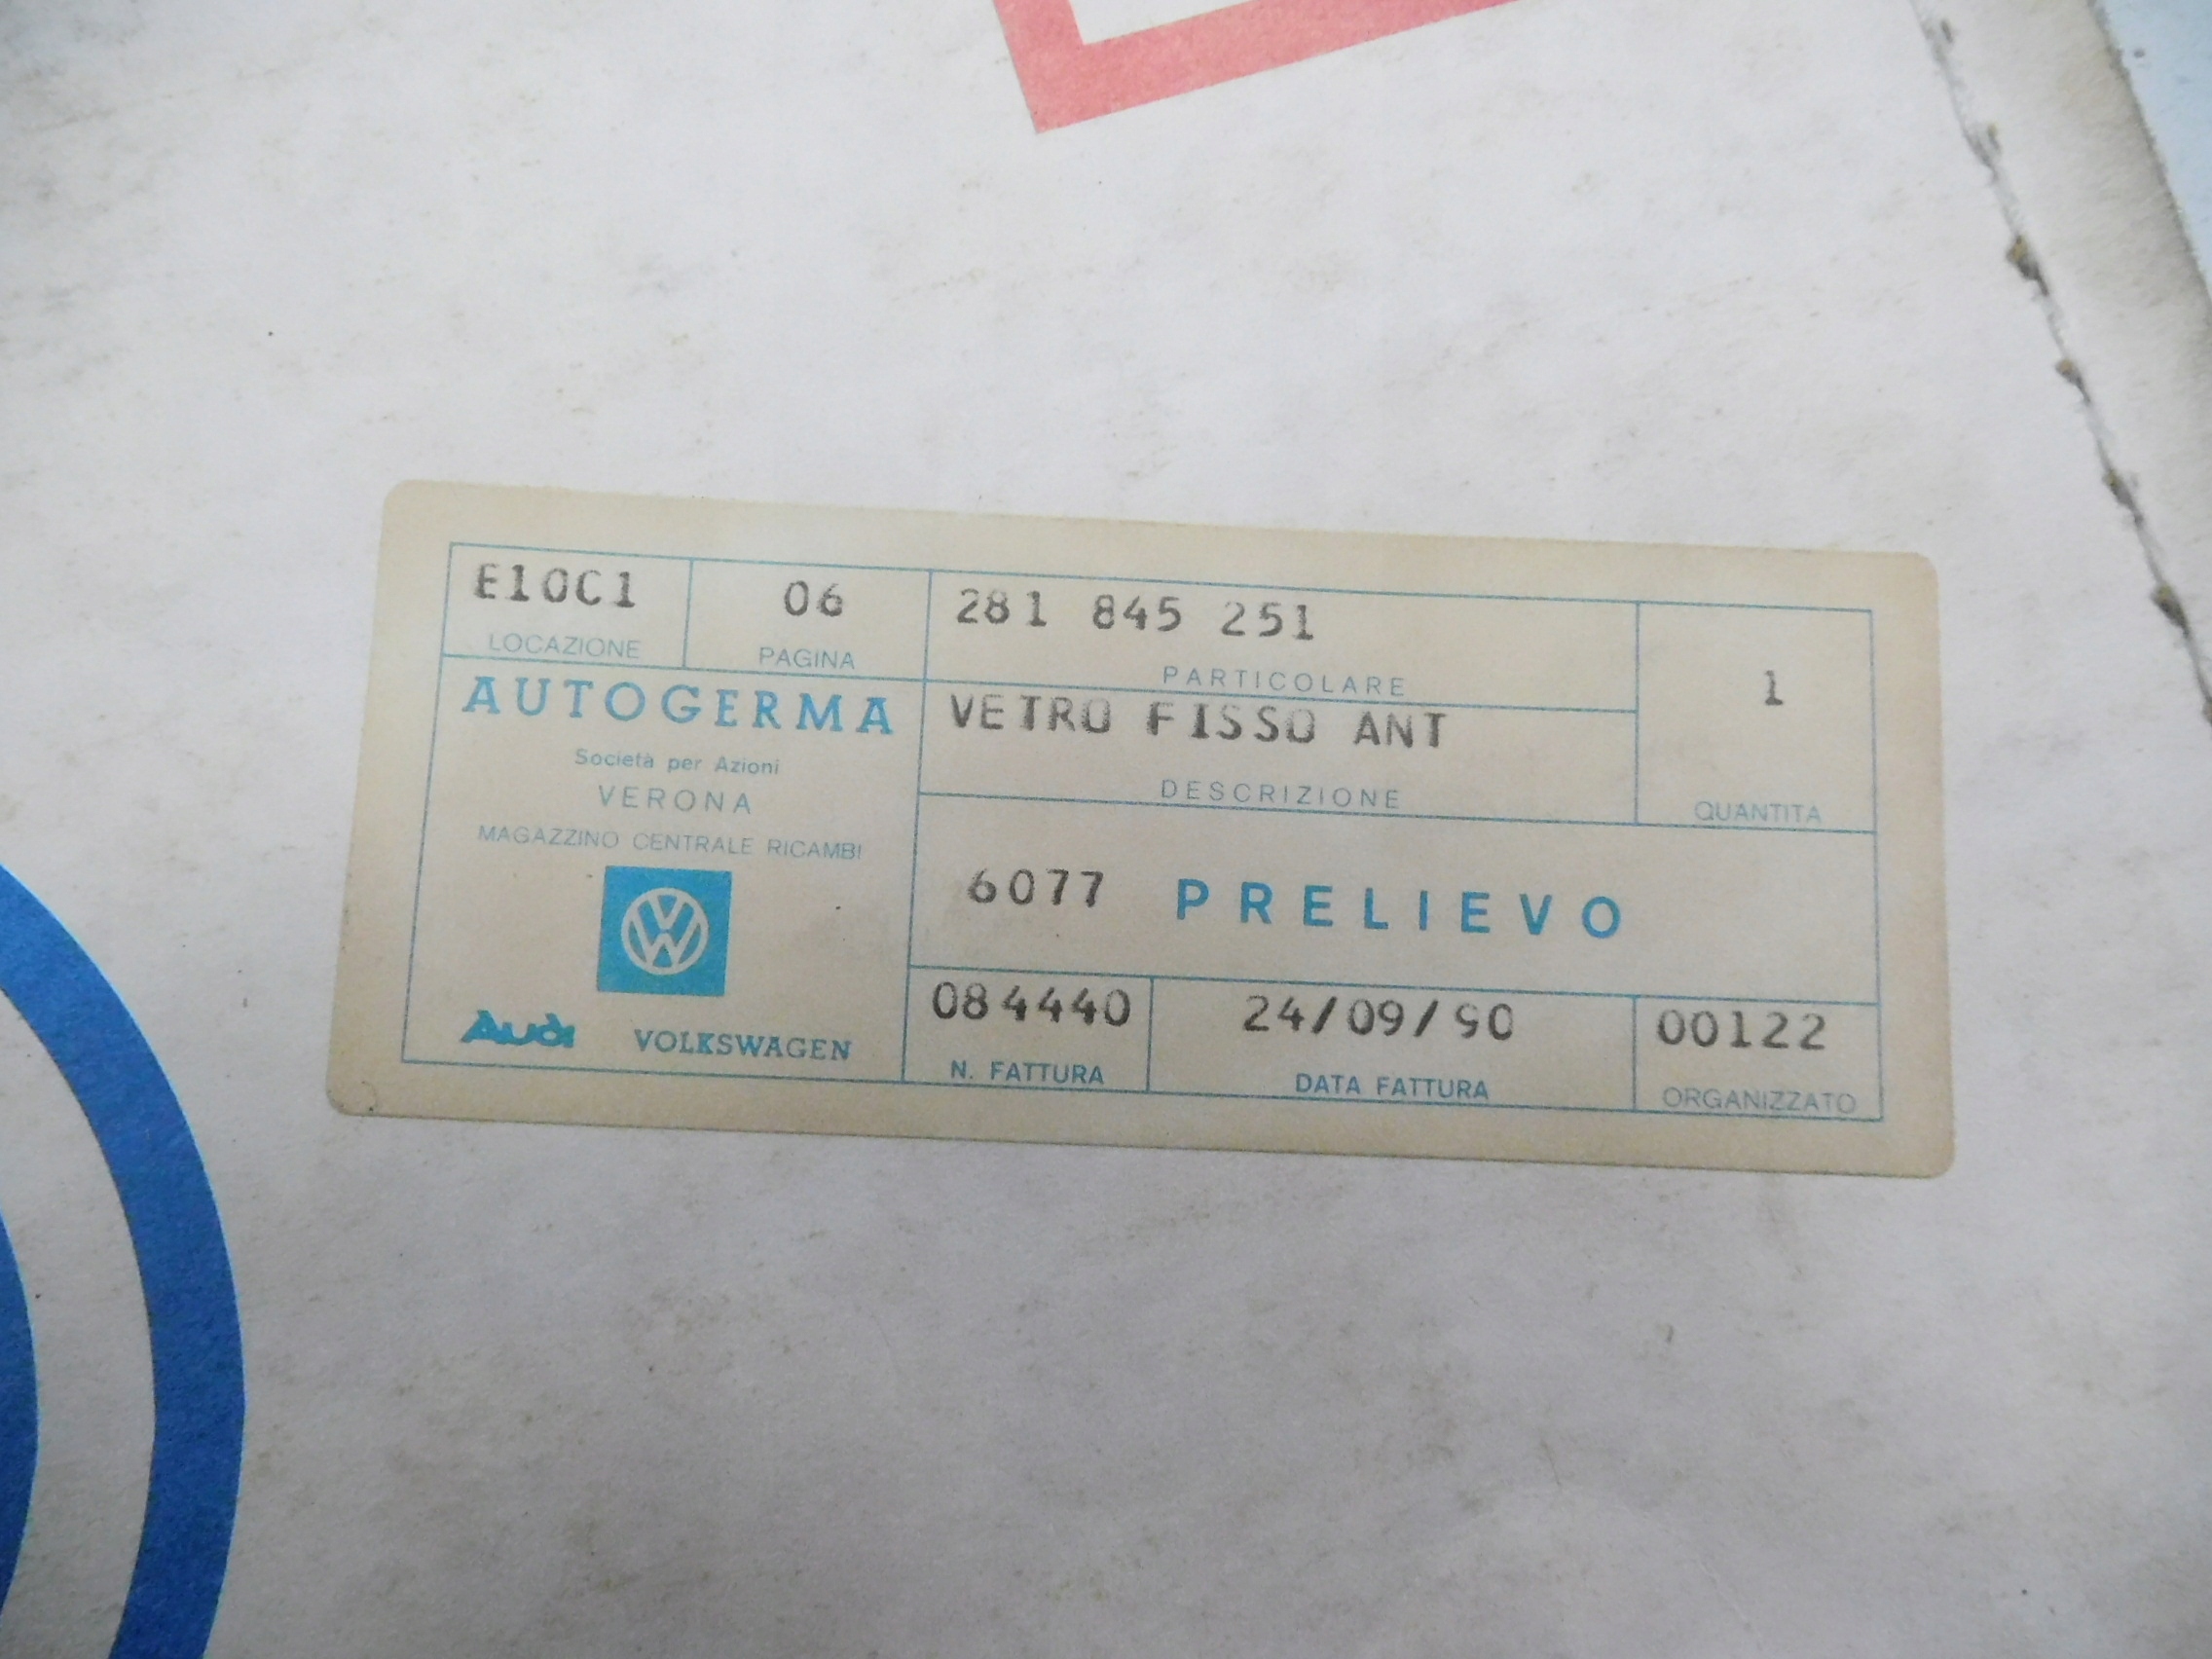 E10C1 06 281 845 251
LOCAZIONE PAGINA PARTICOLARE
1
AUTOGERMA VETRO FISSO ANT
Società per Azioni
VERONA DESCRIZIONE QUANTITA
MAGAZZINO CENTRALE RICAMBI
6077 PRELIEVO
084440 24/09/90 00122
Audi VOLKSWAGEN N. FATTURA DATA FATTURA ORGANIZZATO